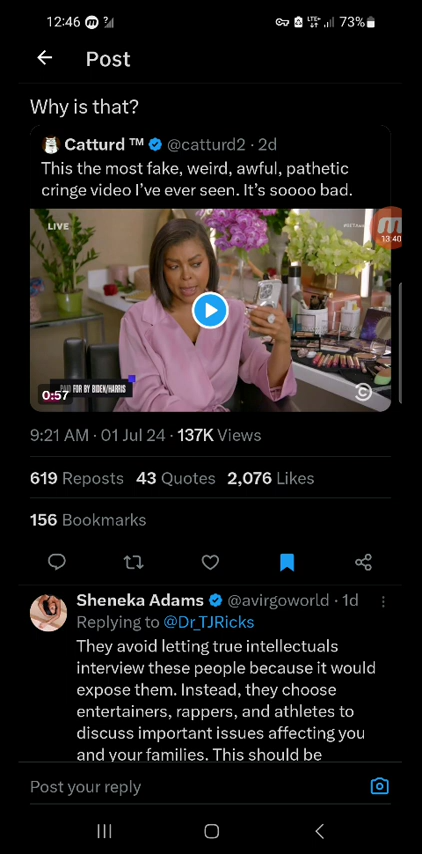 12:46
LTE+
73%
Post
Why is that?
Catturd ™ @catturd2 · 2d
This the most fake, weird, awful, pathetic
cringe video I've ever seen. It's soooo bad.
LIVE
13:40
FOR BY BIDEN/HARRIS
0:57
9:21 AM · 01 Jul 24 · 137K Views
619 Reposts 43 Quotes 2,076 Likes
156 Bookmarks
Sheneka Adams @avirgoworld · 1d
Replying to @Dr_TJRicks
They avoid letting true intellectuals
interview these people because it would
expose them. Instead, they choose
entertainers, rappers, and athletes to
discuss important issues affecting you
and your families. This should be
Post your reply